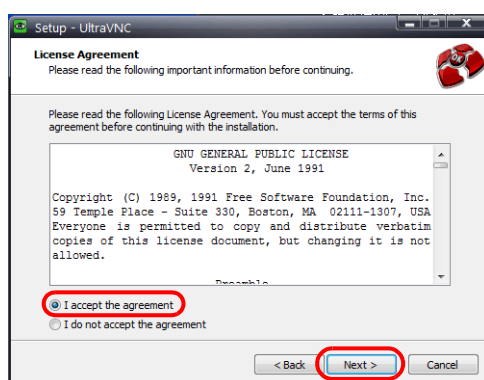 Setup - UltraVNC
License Agreement
Please read the following important information before continuing.
Please read the following License Agreement. You must accept the terms of this
agreement before continuing with the installation.
GNU GENERAL PUBLIC LICENSE
Version 2, June 1991
Copyright (C) 1989, 1991 Free Software Foundation, Inc.
59 Temple Place - Suite 330, Boston, MA 02111-1307, USA
Everyone is permitted to copy and distribute verbatim
copies of this license document, but changing it is not
allowed.
I accept the agreement
I do not accept the agreement
< Back
Next >
Cancel